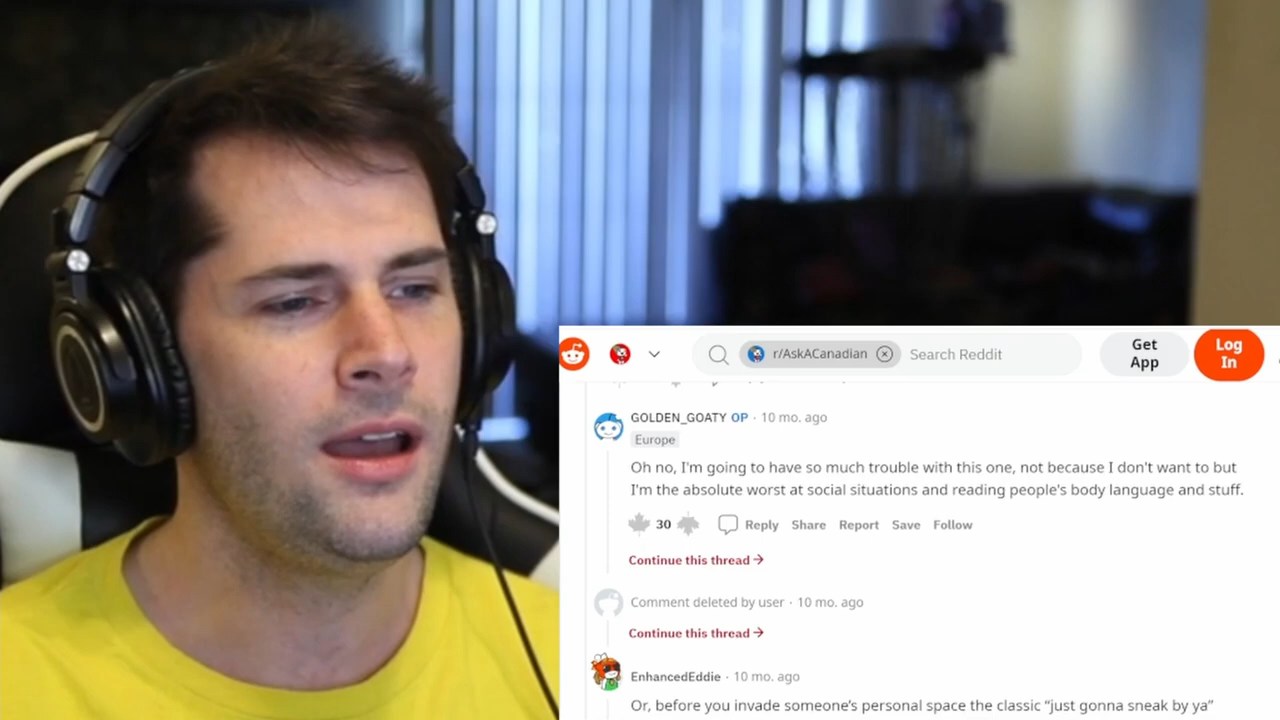 Get App
Log In
r/AskACanadian
Search Reddit
GOLDEN_GOATY OP · 10 mo. ago
Europe
Oh no, I'm going to have so much trouble with this one, not because I don't want to but
I'm the absolute worst at social situations and reading people's body language and stuff.
30
Reply Share Report Save Follow
Continue this thread →
Comment deleted by user · 10 mo. ago
Continue this thread →
EnhancedEddie · 10 mo. ago
Or, before you invade someone's personal space the classic “just gonna sneak by ya”